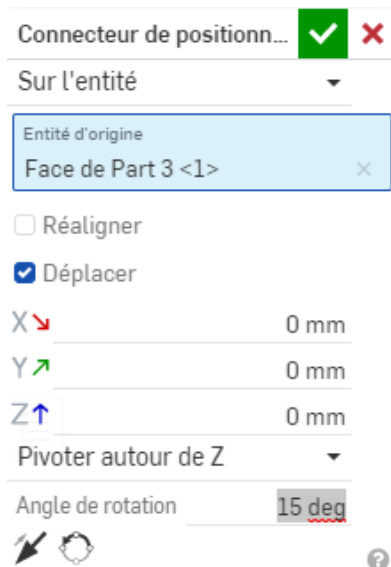 Connecteur de positionn...
Sur l'entité
Entité d'origine
Face de Part 3 <1>
Réaligner
Déplacer
X 0 mm
Y 0 mm
Z 0 mm
Pivoter autour de Z
Angle de rotation 15 deg
?